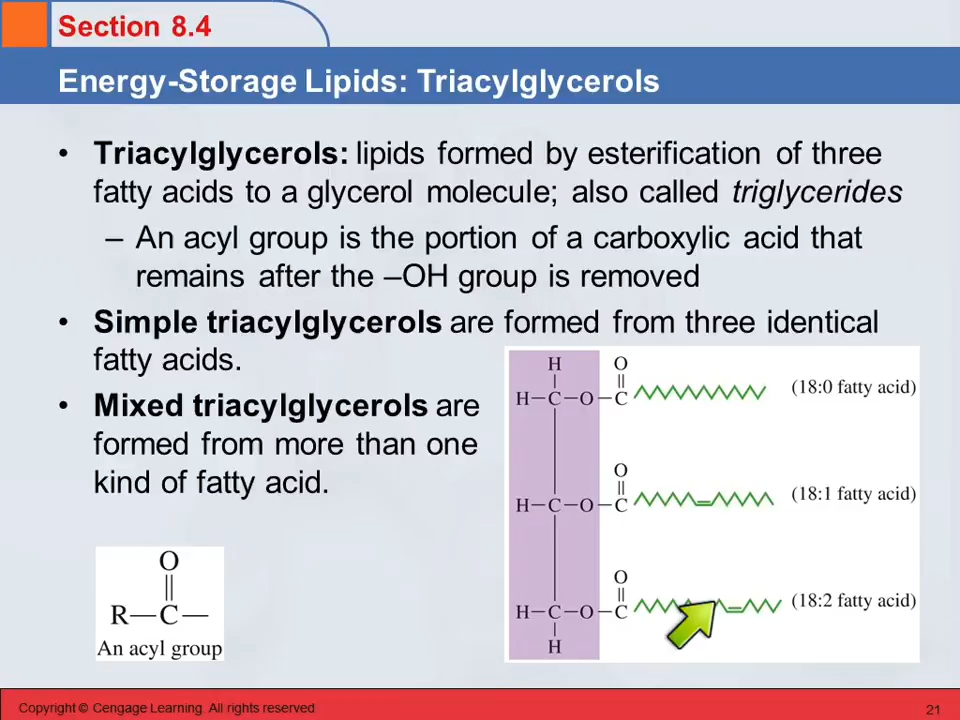 Section 8.4
Energy-Storage Lipids: Triacylglycerols
• Triacylglycerols: lipids formed by esterification of three
fatty acids to a glycerol molecule; also called triglycerides
– An acyl group is the portion of a carboxylic acid that
remains after the –OH group is removed
• Simple triacylglycerols are formed from three identical
fatty acids.
• Mixed triacylglycerols are
formed from more than one
kind of fatty acid.
O
R—C—
An acyl group
H O
H—C—O—C (18:0 fatty acid)
O
H—C—O—C (18:1 fatty acid)
O
H—C—O—C (18:2 fatty acid)
H
Copyright © Cengage Learning. All rights reserved
21